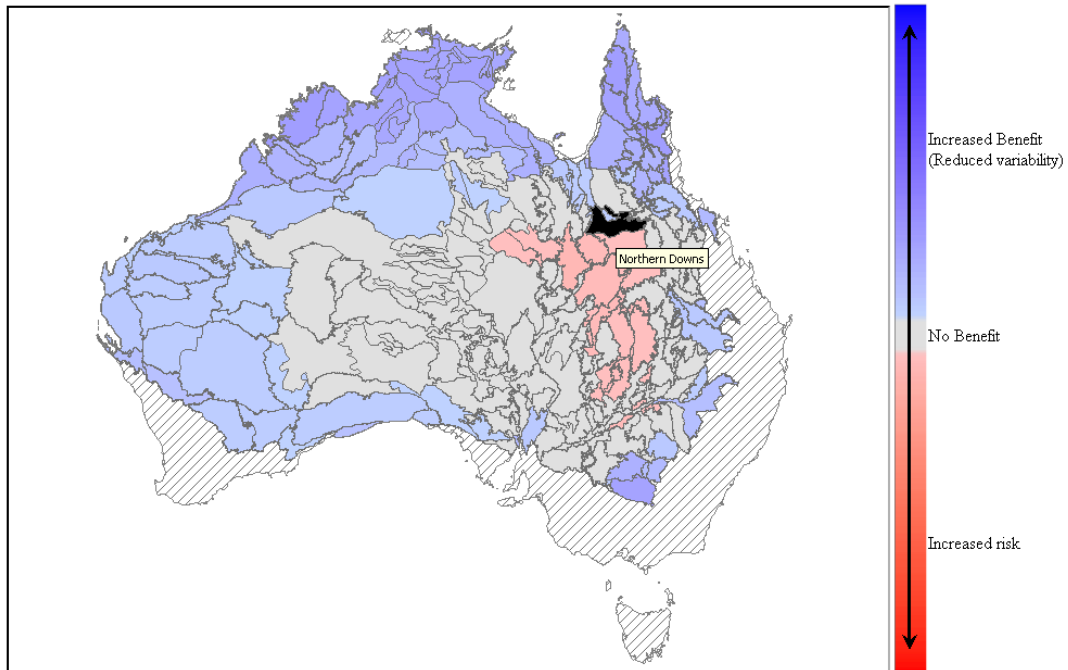 Increased Benefit
(Reduced variability)
Northern Downs
No Benefit
Increased risk